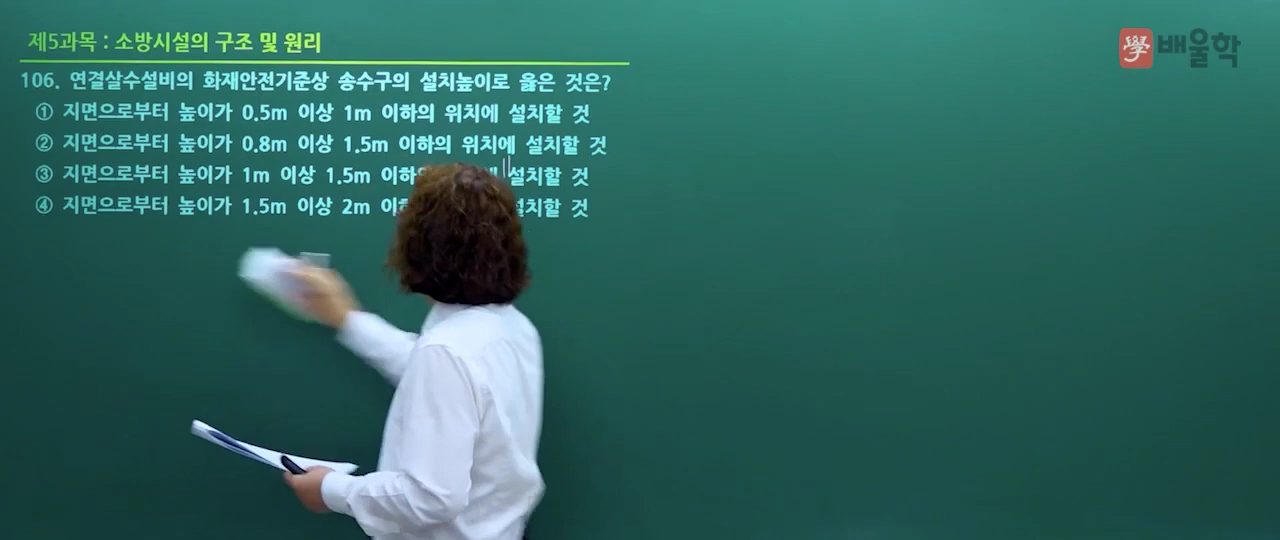 제5과목 : 소방시설의 구조 및 원리
學 배울학
106. 연결살수설비의 화재안전기준상 송수구의 설치높이로 옳은 것은?
① 지면으로부터 높이가 0.5m 이상 1m 이하의 위치에 설치할 것
② 지면으로부터 높이가 0.8m 이상 1.5m 이하의 위치에 설치할 것
③ 지면으로부터 높이가 1m 이상 1.5m 설치할 것
④ 지면으로부터 높이가 1.5m 이상 2m 설치할 것